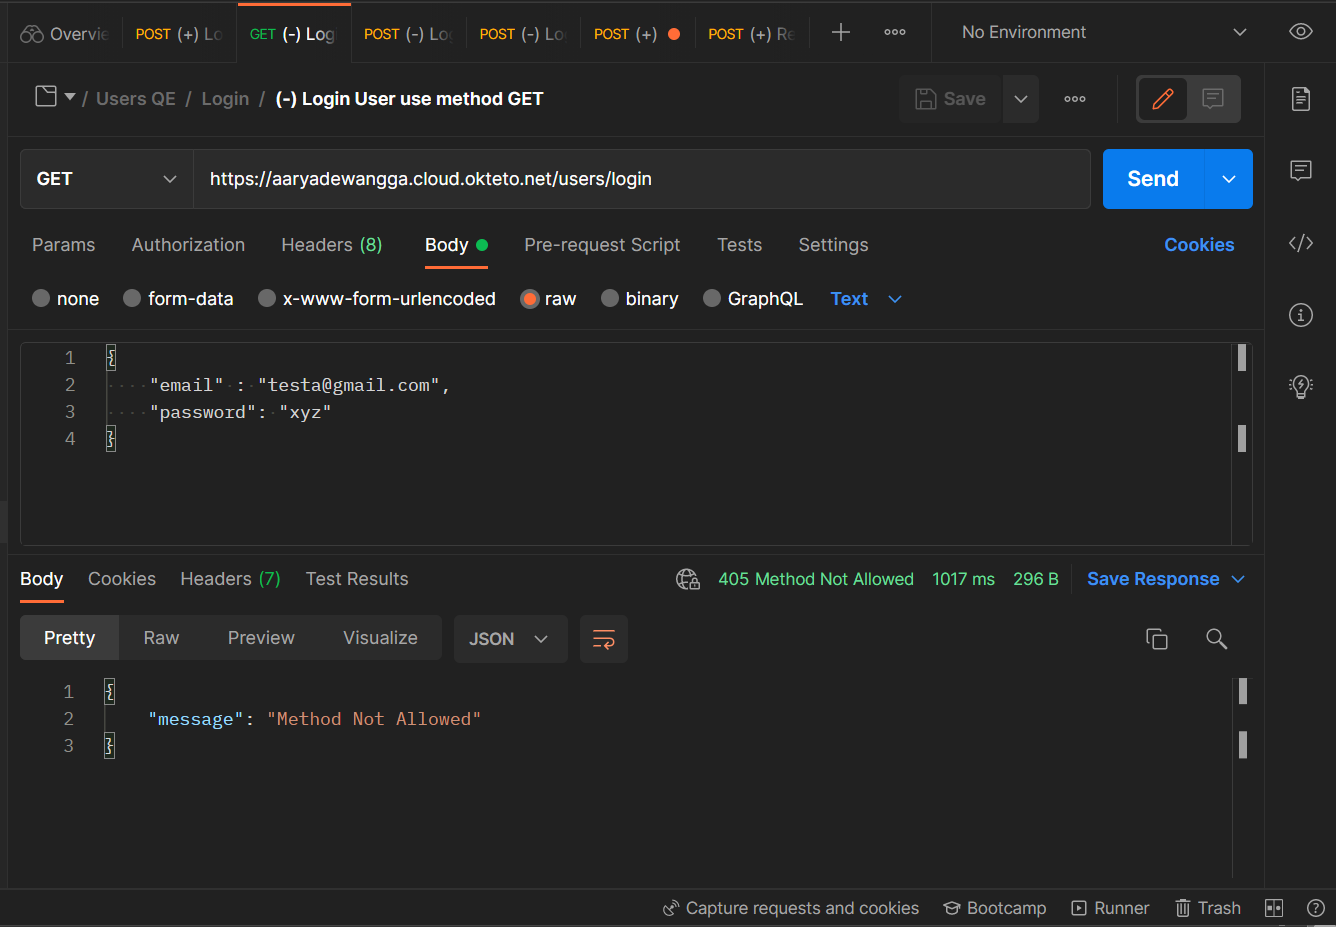 Overvie POST (+) Lo GET (-) Log POST (-) Lo POST (-) Lo POST (+) POST (+) Re No Environment
/ Users QE / Login / (-) Login User use method GET Save
GET https://aaryadewangga.cloud.okteto.net/users/login Send
Params Authorization Headers (8) Body Pre-request Script Tests Settings Cookies
none form-data x-www-form-urlencoded raw binary GraphQL Text
1 {
2 "email" : "testa@gmail.com",
3 "password": "xyz"
4 }
Body Cookies Headers (7) Test Results 405 Method Not Allowed 1017 ms 296 B Save Response
Pretty Raw Preview Visualize JSON
1 {
2 "message": "Method Not Allowed"
3 }
Capture requests and cookies Bootcamp Runner Trash